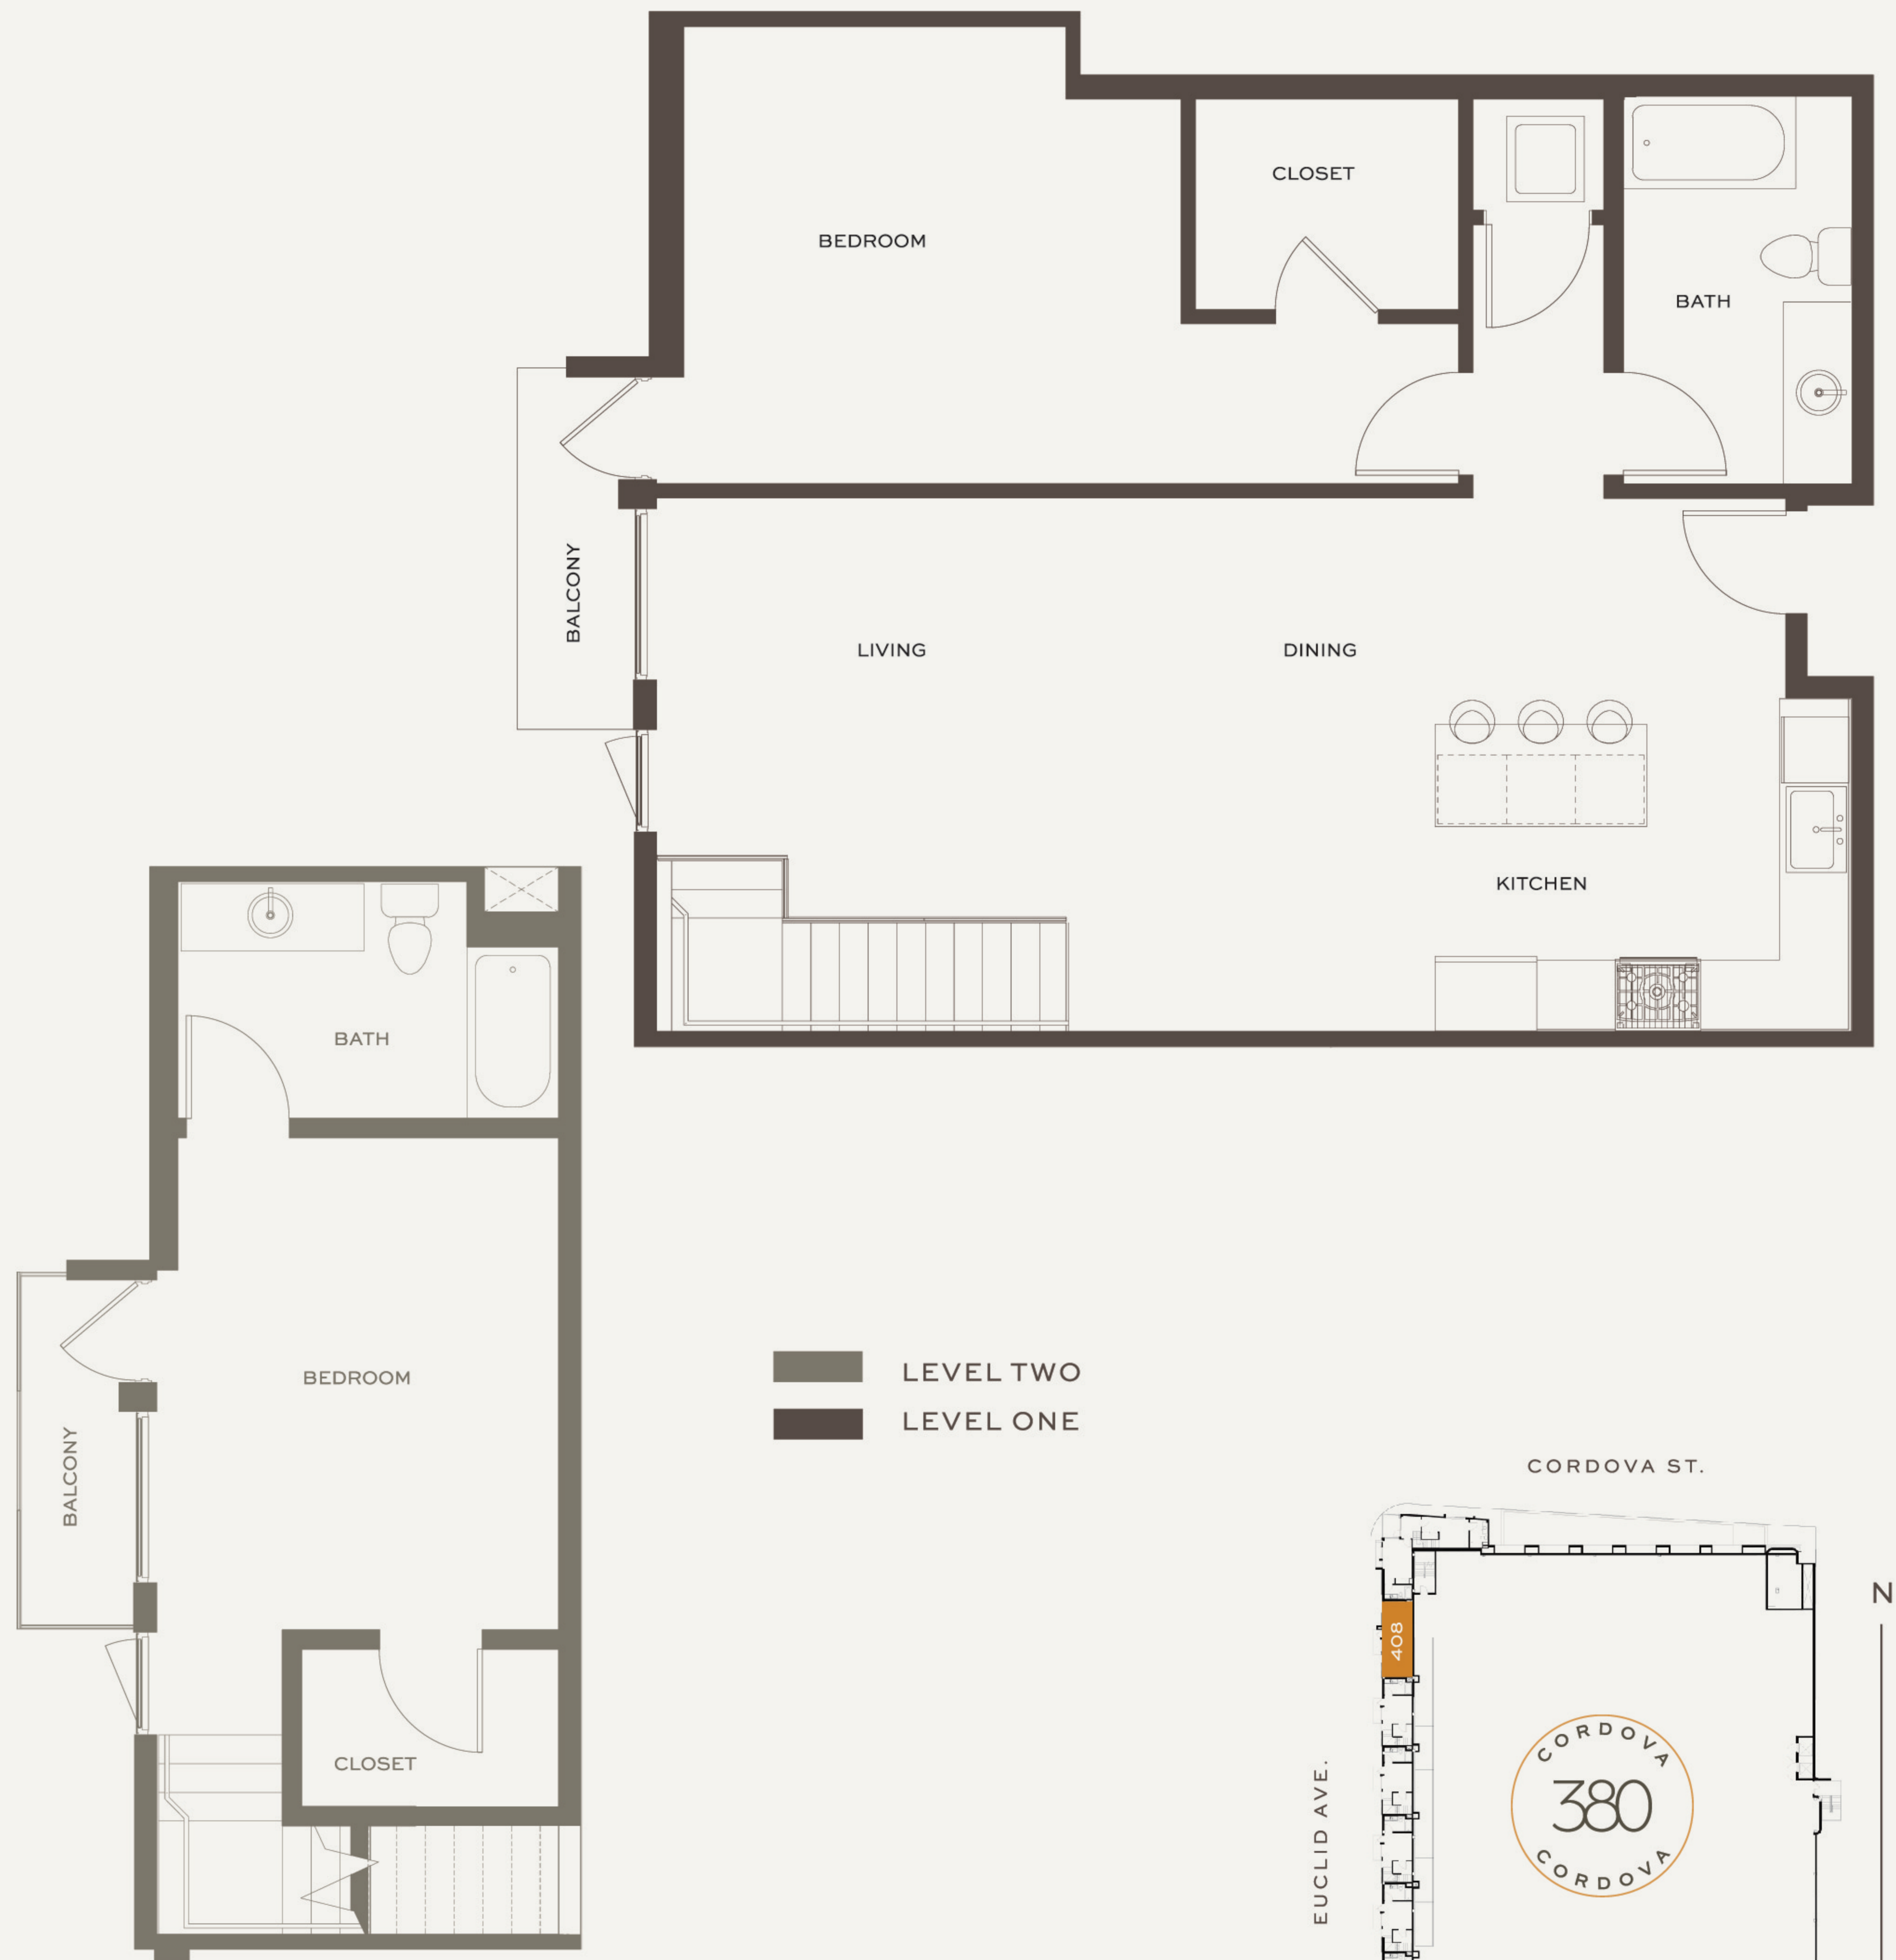 CLOSET
BEDROOM
BATH
BALCONY
LIVING
DINING
KITCHEN
BATH
BEDROOM
BALCONY
CLOSET
LEVEL TWO
LEVEL ONE
CORDOVA ST.
N
408
EUCLID AVE.
CORDOVA
380
CORDOVA